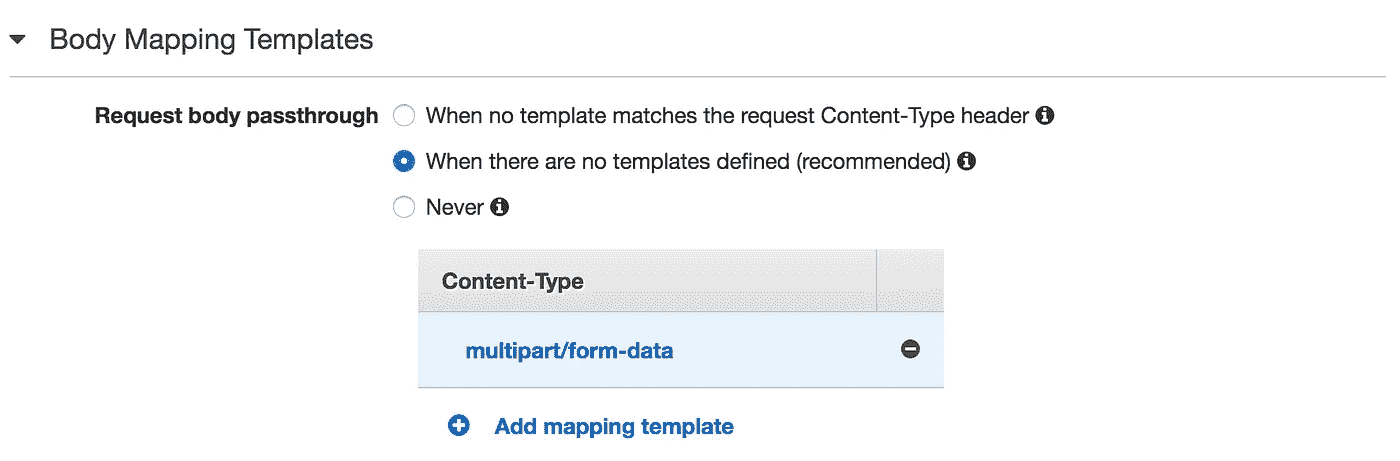 Body Mapping Templates
Request body passthrough When no template matches the request Content-Type header
When there are no templates defined (recommended)
Never
Content-Type
multipart/form-data
Add mapping template